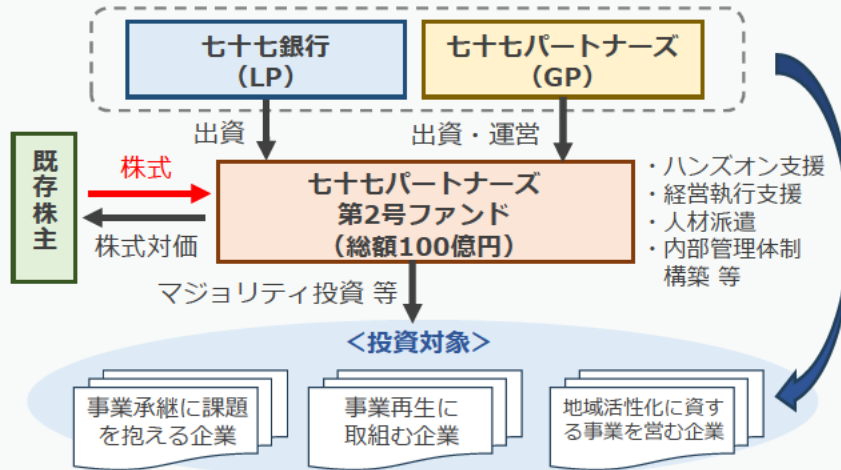 七十七銀行
（LP）
七十七パートナーズ
（GP）
出資
出資・運営
既存株主
株式
株式対価
七十七パートナーズ
第2号ファンド
（総額100億円）
・ハンズオン支援
・経営執行支援
・人材派遣
・内部管理体制
構築 等
マジョリティ投資 等
＜投資対象＞
事業承継に課題
を抱える企業
事業再生に
取組む企業
地域活性化に資す
る事業を営む企業